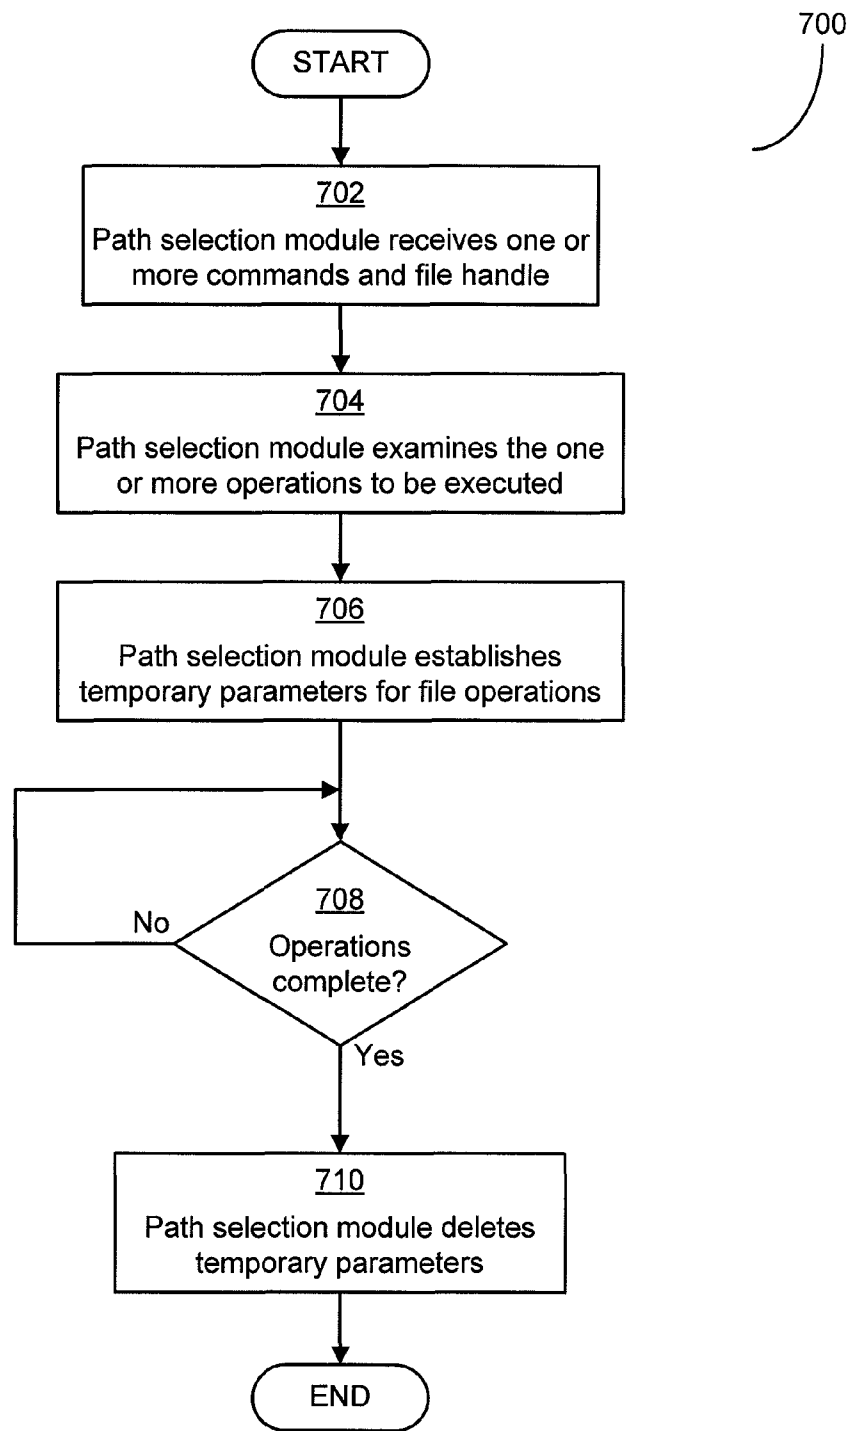 700
START
702
Path selection module receives one or
more commands and file handle
704
Path selection module examines the one
or more operations to be executed
706
Path selection module establishes
temporary parameters for file operations
708
Operations
complete?
No
Yes
710
Path selection module deletes
temporary parameters
END